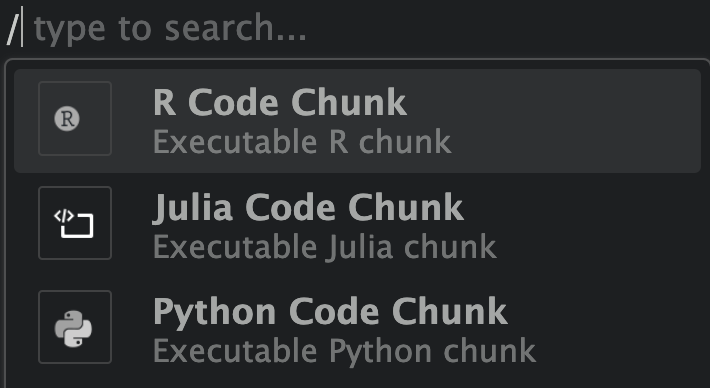 / type to search...
R Code Chunk
Executable R chunk
Julia Code Chunk
Executable Julia chunk
Python Code Chunk
Executable Python chunk